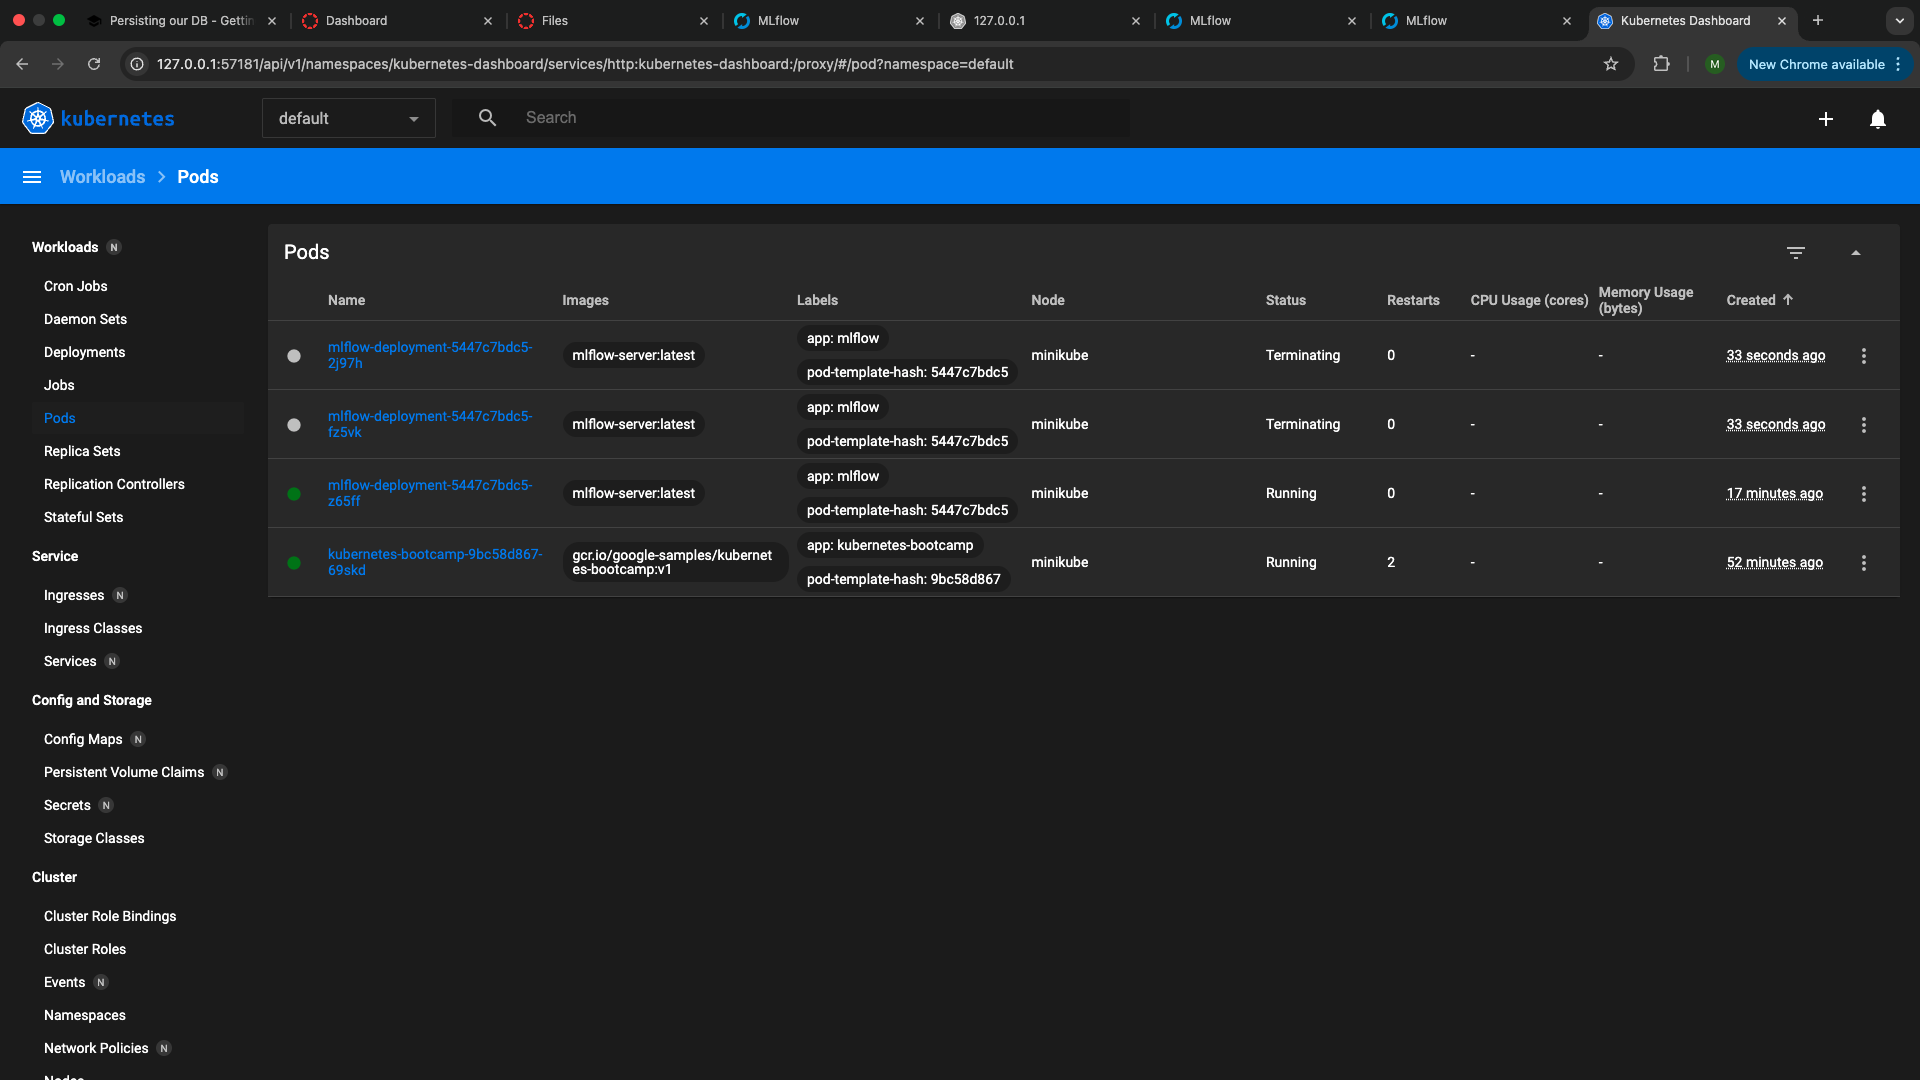 Persisting our DB - Gettin
Dashboard
Files
MLflow
127.0.0.1
MLflow
MLflow
Kubernetes Dashboard
127.0.0.1:57181/api/v1/namespaces/kubernetes-dashboard/services/http:kubernetes-dashboard:/proxy/#/pod?namespace=default
M
New Chrome available
kubernetes
default
Search
Workloads
Pods
Workloads N
Cron Jobs
Daemon Sets
Deployments
Jobs
Pods
Replica Sets
Replication Controllers
Stateful Sets
Service
Ingresses N
Ingress Classes
Services N
Config and Storage
Config Maps N
Persistent Volume Claims N
Secrets N
Storage Classes
Cluster
Cluster Role Bindings
Cluster Roles
Events N
Namespaces
Network Policies N
Pods
Name Images Labels Node Status Restarts CPU Usage (cores) Memory Usage (bytes) Created
mlflow-deployment-5447c7bdc5-
2j97h
mlflow-server:latest
app: mlflow
pod-template-hash: 5447c7bdc5
minikube
Terminating
0
-
-
33 seconds ago
mlflow-deployment-5447c7bdc5-
fz5vk
mlflow-server:latest
app: mlflow
pod-template-hash: 5447c7bdc5
minikube
Terminating
0
-
-
33 seconds ago
mlflow-deployment-5447c7bdc5-
z65ff
mlflow-server:latest
app: mlflow
pod-template-hash: 5447c7bdc5
minikube
Running
0
-
-
17 minutes ago
kubernetes-bootcamp-9bc58d867-
69skd
gcr.io/google-samples/kubernet
es-bootcamp:v1
app: kubernetes-bootcamp
pod-template-hash: 9bc58d867
minikube
Running
2
-
-
52 minutes ago